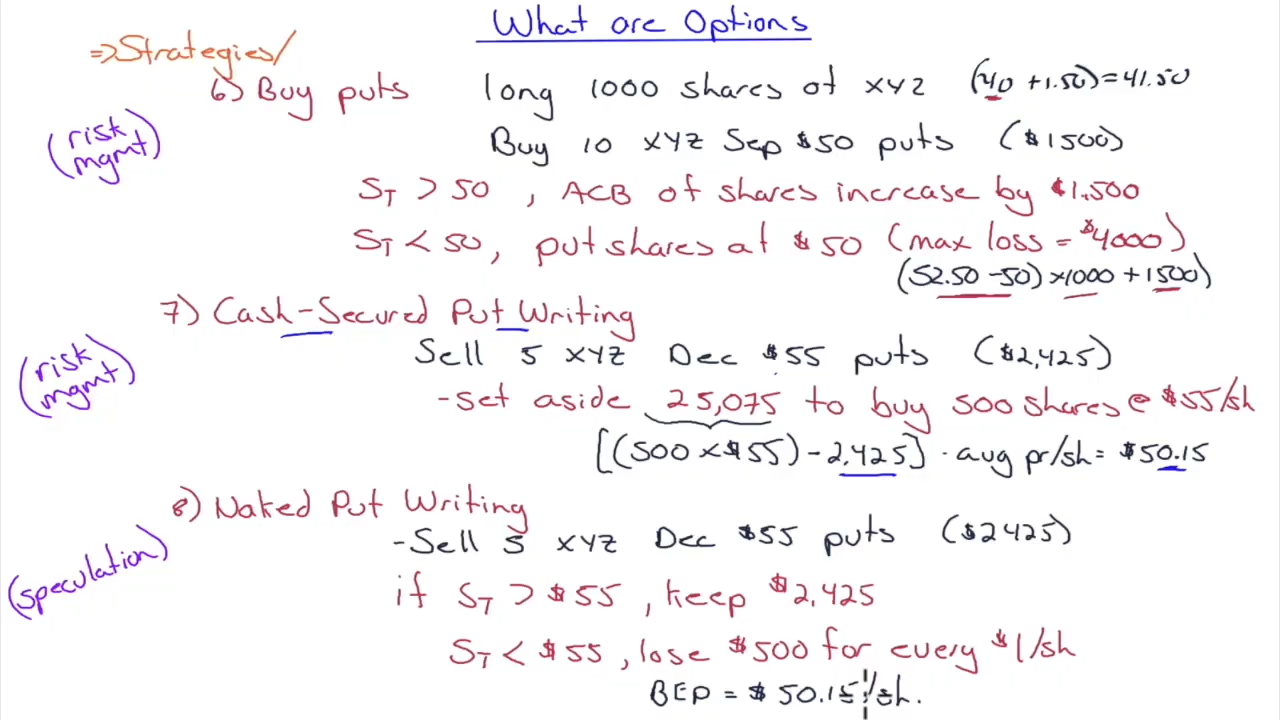 What are Options
⇒Strategies/
6) Buy puts long 1000 shares of XYZ (40 + 1.50) = 41.50
(risk mgmt)
Buy 10 XYZ Sep $50 puts ($1500)
ST > 50 , ACB of shares increase by $1,500
ST < 50, put shares at $50 (max loss = $4000)
(52.50 - 50) × 1000 + 1500)
7) Cash-Secured Put Writing
(risk mgmt)
Sell 5 XYZ Dec $55 puts ($2,425)
- set aside 25,075 to buy 500 shares @ $55/sh
[(500 × $55) - 2,425] · avg pr/sh = $50.15
8) Naked Put Writing
(speculation)
- Sell 5 XYZ Dec $55 puts ($2425)
if ST > $55 , keep $2,425
ST < $55 , lose $500 for every $1/sh
BEP = $50.15/sh.